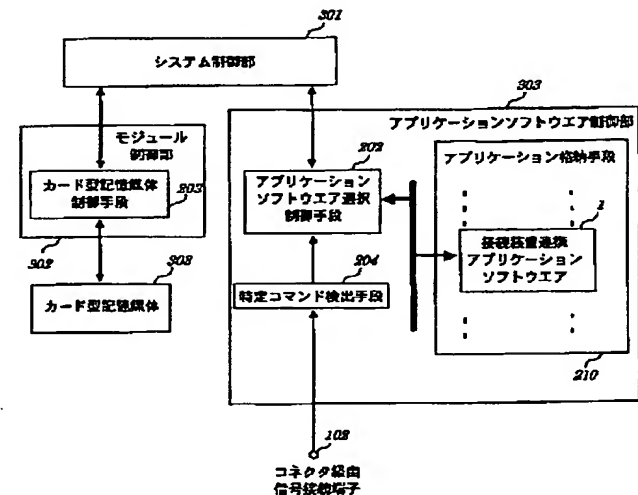 301
システム制御部
303
アプリケーションソフトウエア制御部
モジュール
制御部
202
アプリケーション格納手段
カード型記憶媒体
制御手段
203
アプリケーション
ソフトウエア選択
制御手段
1
接続装置連携
アプリケーション
ソフトウエア
302
308
204
カード型記憶媒体
特定コマンド検出手段
210
102
コネクタ経由
信号接続端子